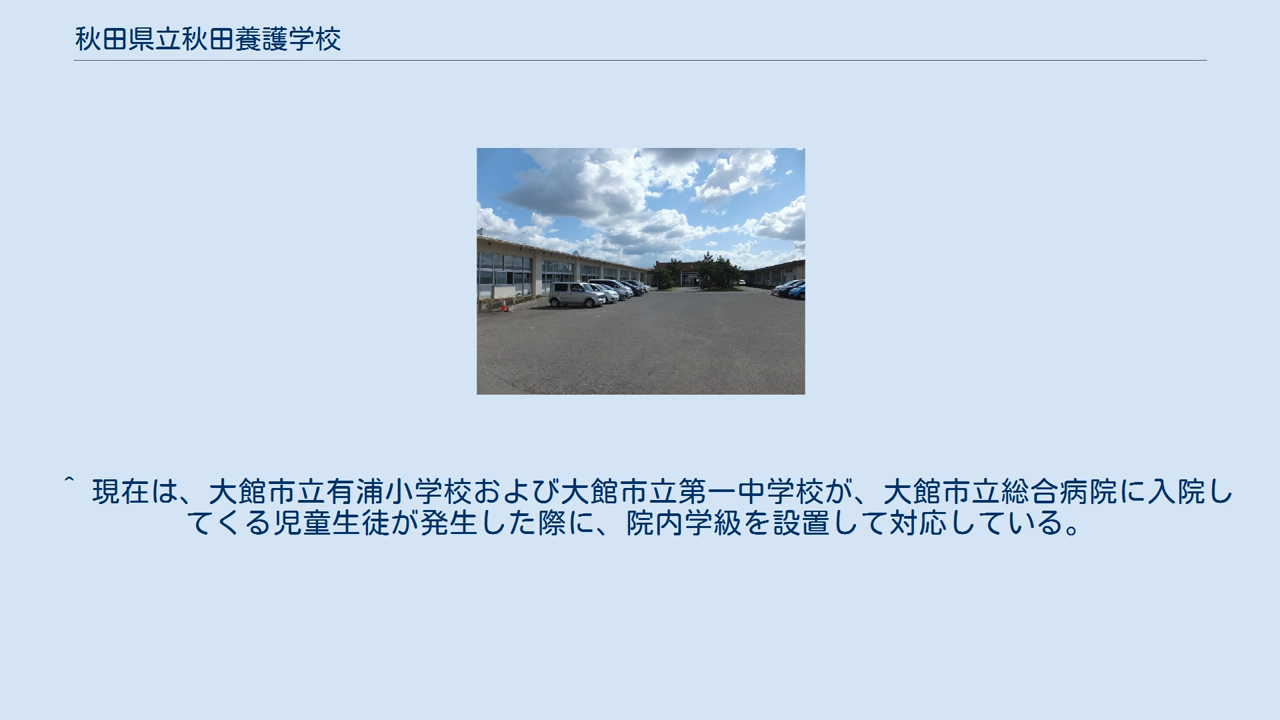 秋田県立秋田養護学校
^ 現在は、大館市立有浦小学校および大館市立第一中学校が、大館市立総合病院に入院し
てくる児童生徒が発生した際に、院内学級を設置して対応している。